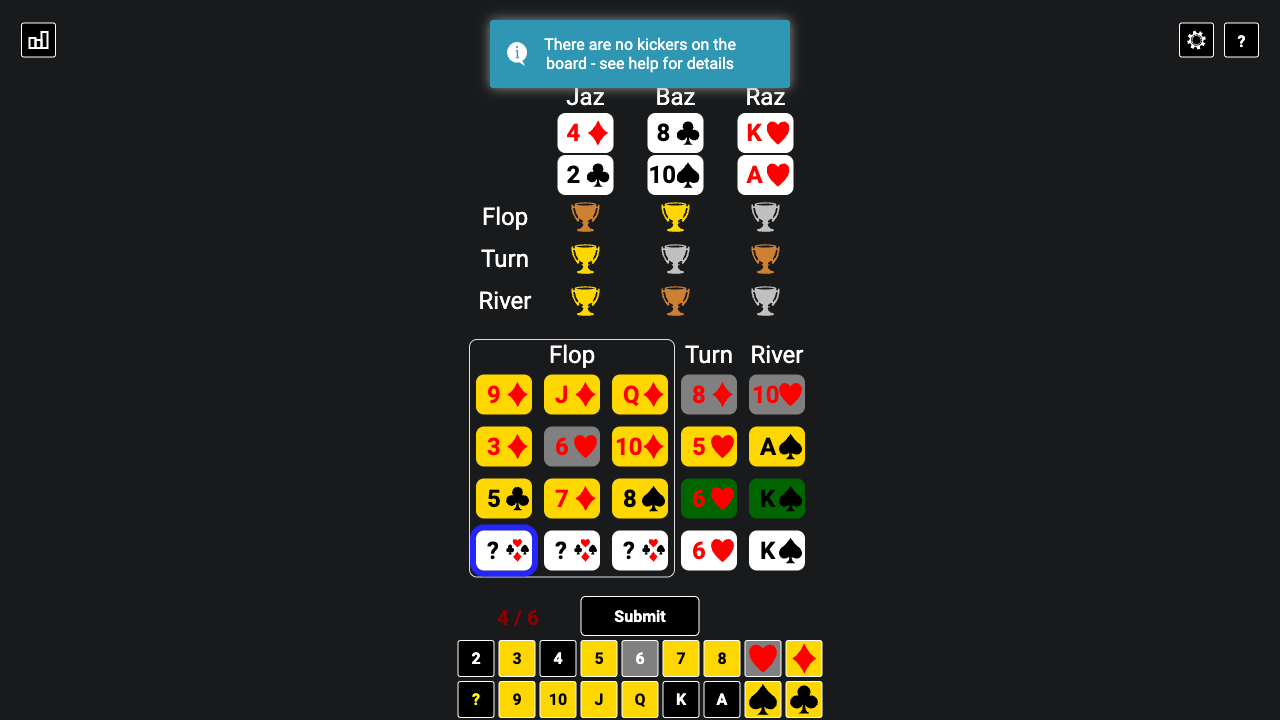 There are no kickers on the
board - see help for details
?
Jaz Baz Raz
4 8 K
2 10 A
Flop
Turn
River
Flop Turn River
9 J Q 8 10
3 6 10 5 A
5 7 8 6 K
? ? ? 6 K
4 / 6 Submit
2 3 4 5 6 7 8
? 9 10 J Q K A